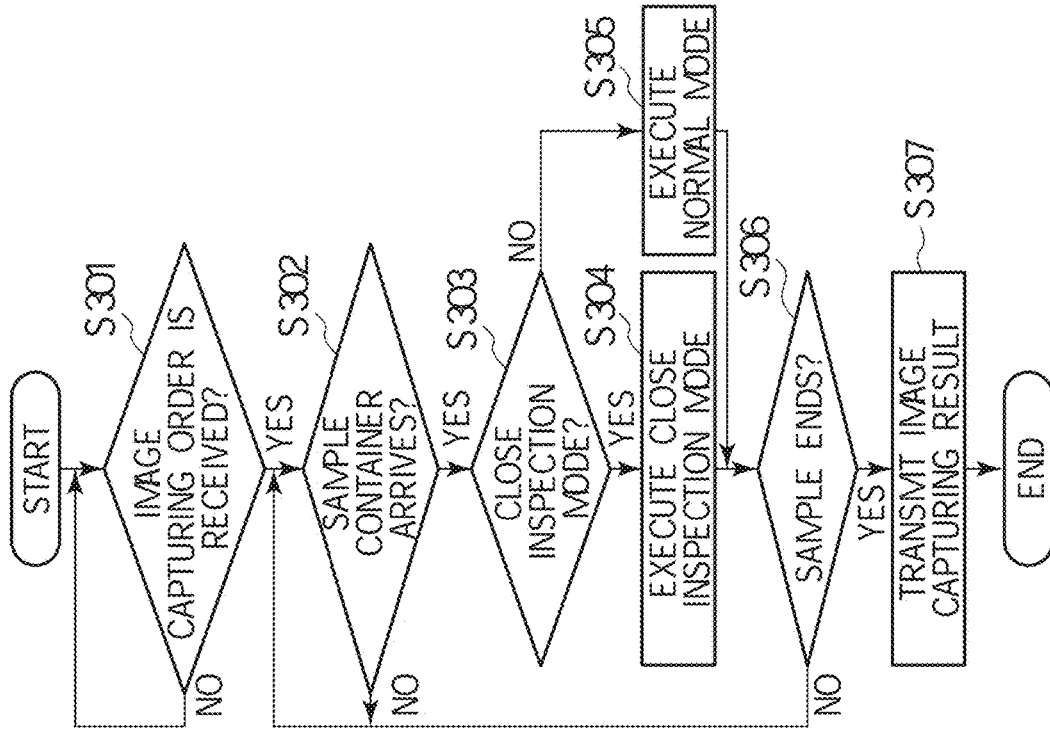 START
S301
IMAGE
CAPTURING ORDER IS
RECEIVED?
NO
YES
S302
SAMPLE
CONTAINER
ARRIVES?
NO
YES
S303
CLOSE
INSPECTION
MODE?
NO
YES
S304
EXECUTE CLOSE
INSPECTION MODE
S305
EXECUTE
NORMAL MODE
S306
SAMPLE ENDS?
NO
YES
S307
TRANSMIT IMAGE
CAPTURING RESULT
END